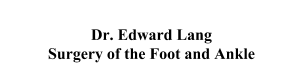 Dr. Edward Lang
Surgery of the Foot and Ankle